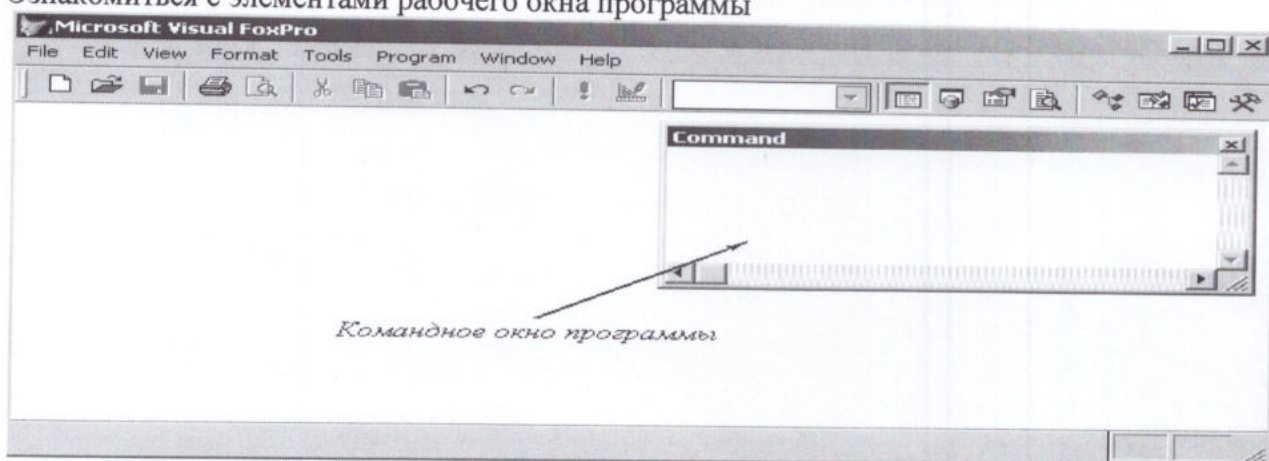 Ознакомиться с элементами рабочего окна программы
Microsoft Visual FoxPro
File Edit View Format Tools Program Window Help
Command
Командное окно программы